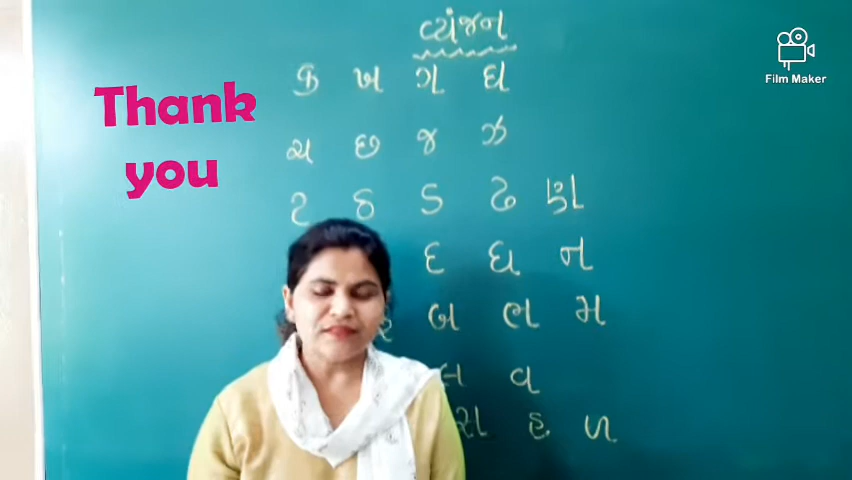 વ્યંજન
ક ખ ગ ઘ
ચ છ જ ઝ
ટ ઠ ડ ઢ ણ
દ ધ ન
બ ભ મ
લ વ
સ હ ળ
Thank
you
Film Maker